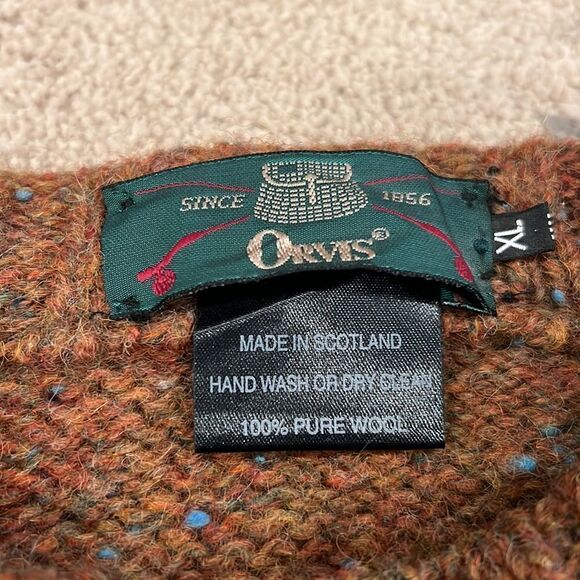 SINCE 1856
ORVIS®
XL
MADE IN SCOTLAND
HAND WASH OR DRY CLEAN
100% PURE WOOL